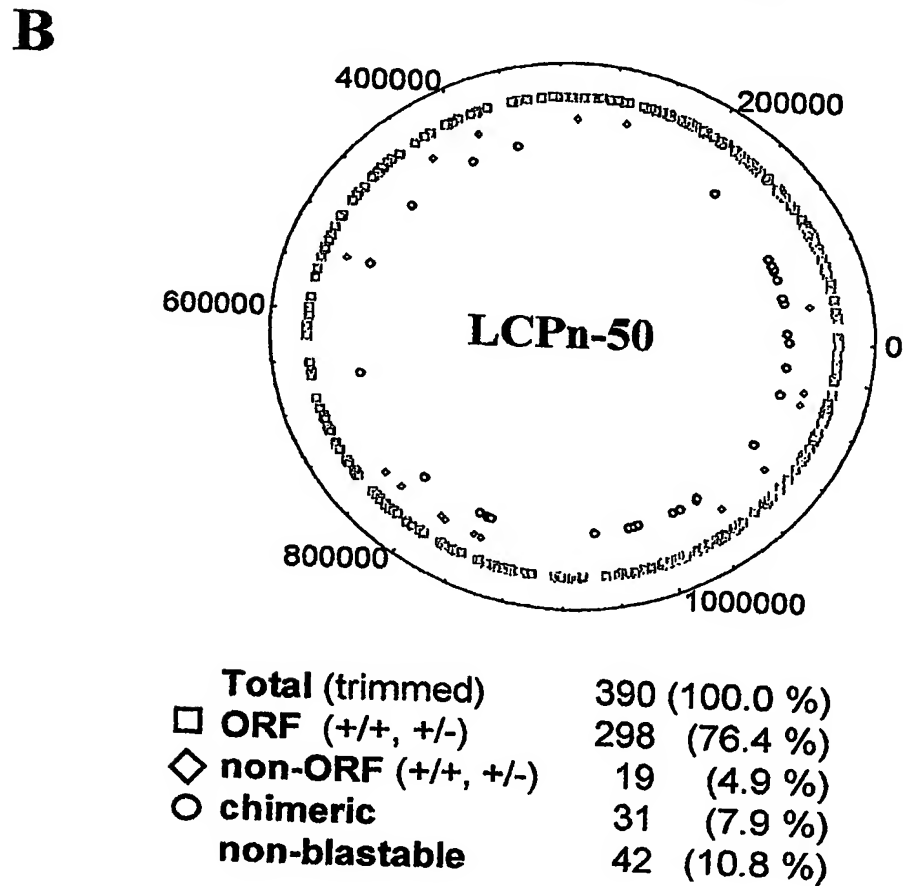 B
400000
200000
600000
LCPn-50
0
800000
1000000
Total (trimmed) 390 (100.0 %)
ORF (+/+, +/-) 298 (76.4 %)
non-ORF (+/+, +/-) 19 (4.9 %)
chimeric 31 (7.9 %)
non-blastable 42 (10.8 %)